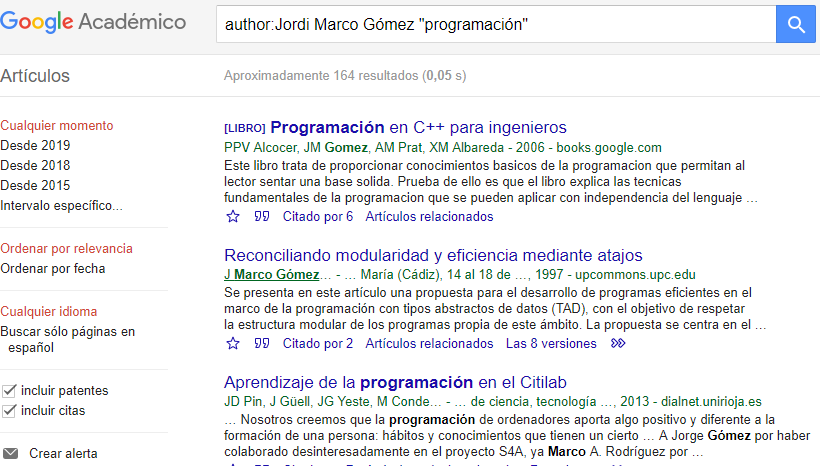 Google Académico
author:Jordi Marco Gómez "programación"
Artículos
Aproximadamente 164 resultados (0,05 s)
Cualquier momento
Desde 2019
Desde 2018
Desde 2015
Intervalo específico...
Ordenar por relevancia
Ordenar por fecha
Cualquier idioma
Buscar sólo páginas en
español
incluir patentes
incluir citas
Crear alerta
[LIBRO] Programación en C++ para ingenieros
PPV Alcocer, JM Gomez, AM Prat, XM Albareda - 2006 - books.google.com
Este libro trata de proporcionar conocimientos basicos de la programacion que permitan al
lector sentar una base solida. Prueba de ello es que el libro explica las tecnicas
fundamentales de la programacion que se pueden aplicar con independencia del lenguaje …
Citado por 6 Artículos relacionados
Reconciliando modularidad y eficiencia mediante atajos
J Marco Gómez… - … María (Cádiz), 14 al 18 de …, 1997 - upcommons.upc.edu
Se presenta en este artículo una propuesta para el desarrollo de programas eficientes en el
marco de la programación con tipos abstractos de datos (TAD), con el objetivo de respetar
la estructura modular de los programas propia de este ámbito. La propuesta se centra en el …
Citado por 2 Artículos relacionados Las 8 versiones
Aprendizaje de la programación en el Citilab
JD Pin, J Güell, JG Yeste, M Conde… - … de ciencia, tecnología …, 2013 - dialnet.unirioja.es
… Nosotros creemos que la programación de ordenadores aporta algo positivo y diferente a la
formación de una persona: hábitos y conocimientos que tienen un cierto … A Jorge Gómez por haber
colaborado desinteresadamente en el proyecto S4A, ya Marco A. Rodríguez por …